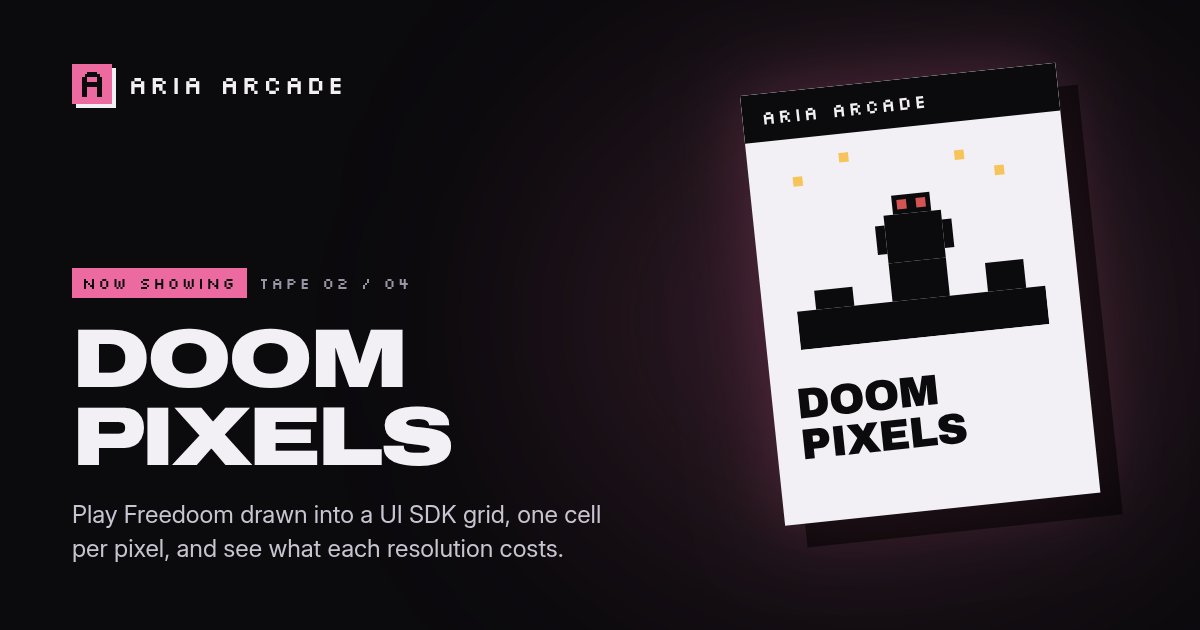 A ARIA ARCADE
NOW SHOWING TAPE 02 / 04
DOOM
PIXELS
Play Freedoom drawn into a UI SDK grid, one cell
per pixel, and see what each resolution costs.
ARIA ARCADE
DOOM
PIXELS